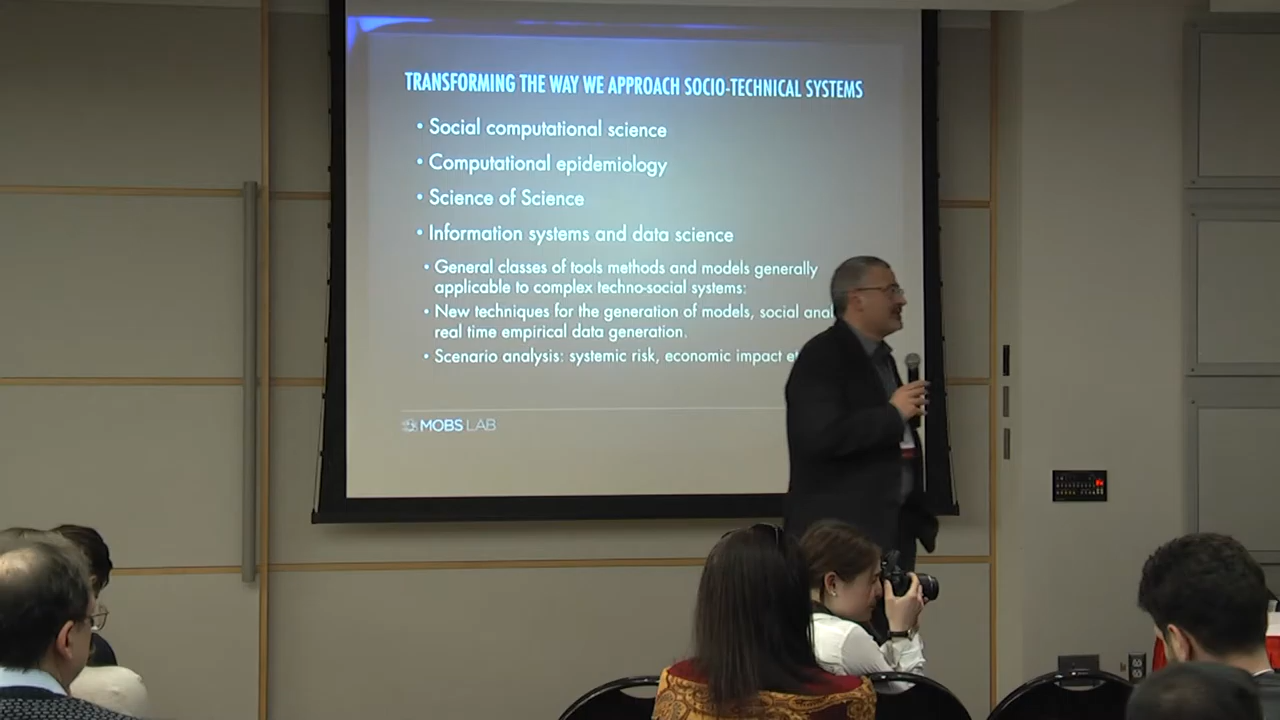 TRANSFORMING THE WAY WE APPROACH SOCIO-TECHNICAL SYSTEMS
• Social computational science
• Computational epidemiology
• Science of Science
• Information systems and data science
• General classes of tools methods and models generally
applicable to complex techno-social systems:
• New techniques for the generation of models, social
real time empirical data generation.
• Scenario analysis: systemic risk, economic impact
MOBS LAB